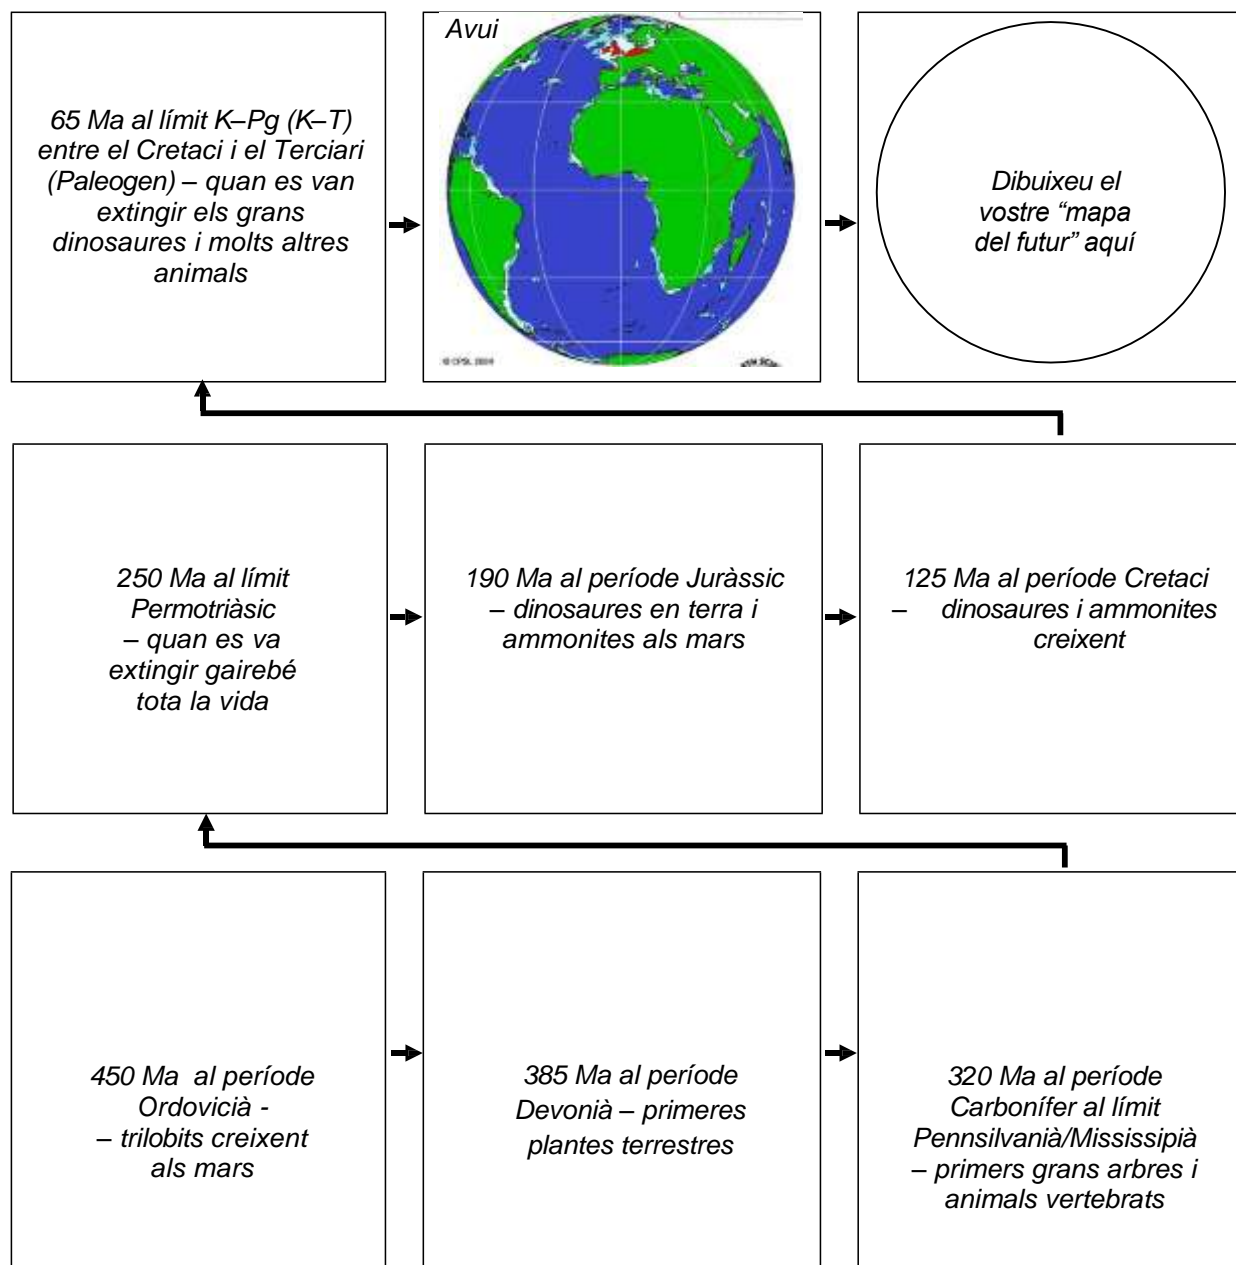 65 Ma al límit K–Pg (K–T)
entre el Cretaci i el Terciari
(Paleogen) – quan es van
extingir els grans
dinosaures i molts altres
animals
Avui
Dibuixeu el
vostre “mapa
del futur” aquí
250 Ma al límit
Permotriàsic
– quan es va
extingir gairebé
tota la vida
190 Ma al període Juràssic
– dinosaures en terra i
ammonites als mars
125 Ma al període Cretaci
– dinosaures i ammonites
creixent
450 Ma al període
Ordovicià -
– trilobits creixent
als mars
385 Ma al període
Devonià – primeres
plantes terrestres
320 Ma al període
Carbonífer al límit
Pennsilvanià/Mississipià
– primers grans arbres i
animals vertebrats